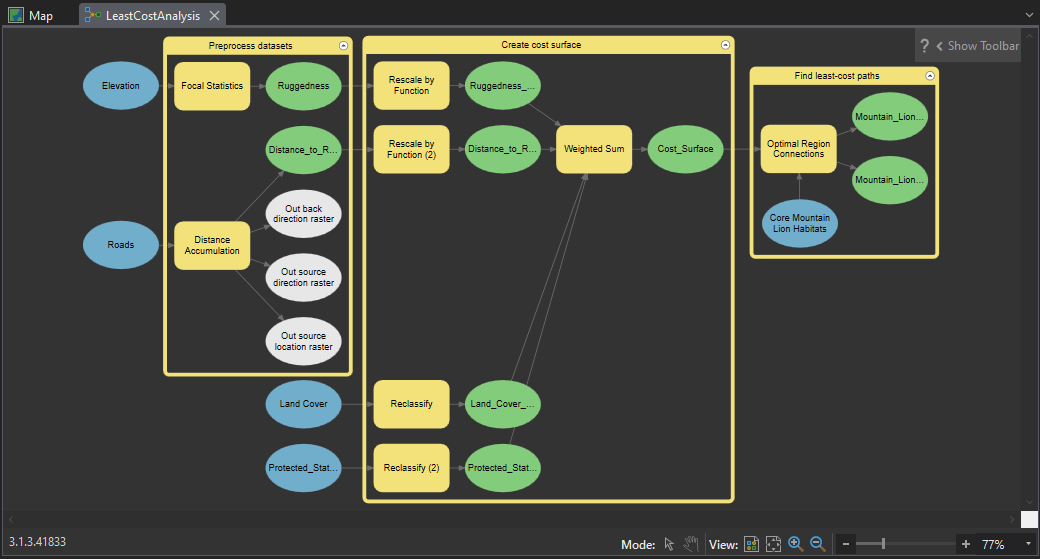 Map
LeastCostAnalysis
? Show Toolbar
Preprocess datasets
Create cost surface
Find least-cost paths
Elevation
Focal Statistics
Ruggedness
Rescale by
Function
Ruggedness_...
Distance_to_R...
Rescale by
Function (2)
Distance_to_R...
Weighted Sum
Cost_Surface
Optimal Region
Connections
Mountain_Lion...
Mountain_Lion...
Core Mountain
Lion Habitats
Out back
direction raster
Roads
Distance
Accumulation
Out source
direction raster
Out source
location raster
Land Cover
Reclassify
Land_Cover_...
Protected_Stat...
Reclassify (2)
Protected_Stat...
3.1.3.41833
Mode:
View:
- + 77%